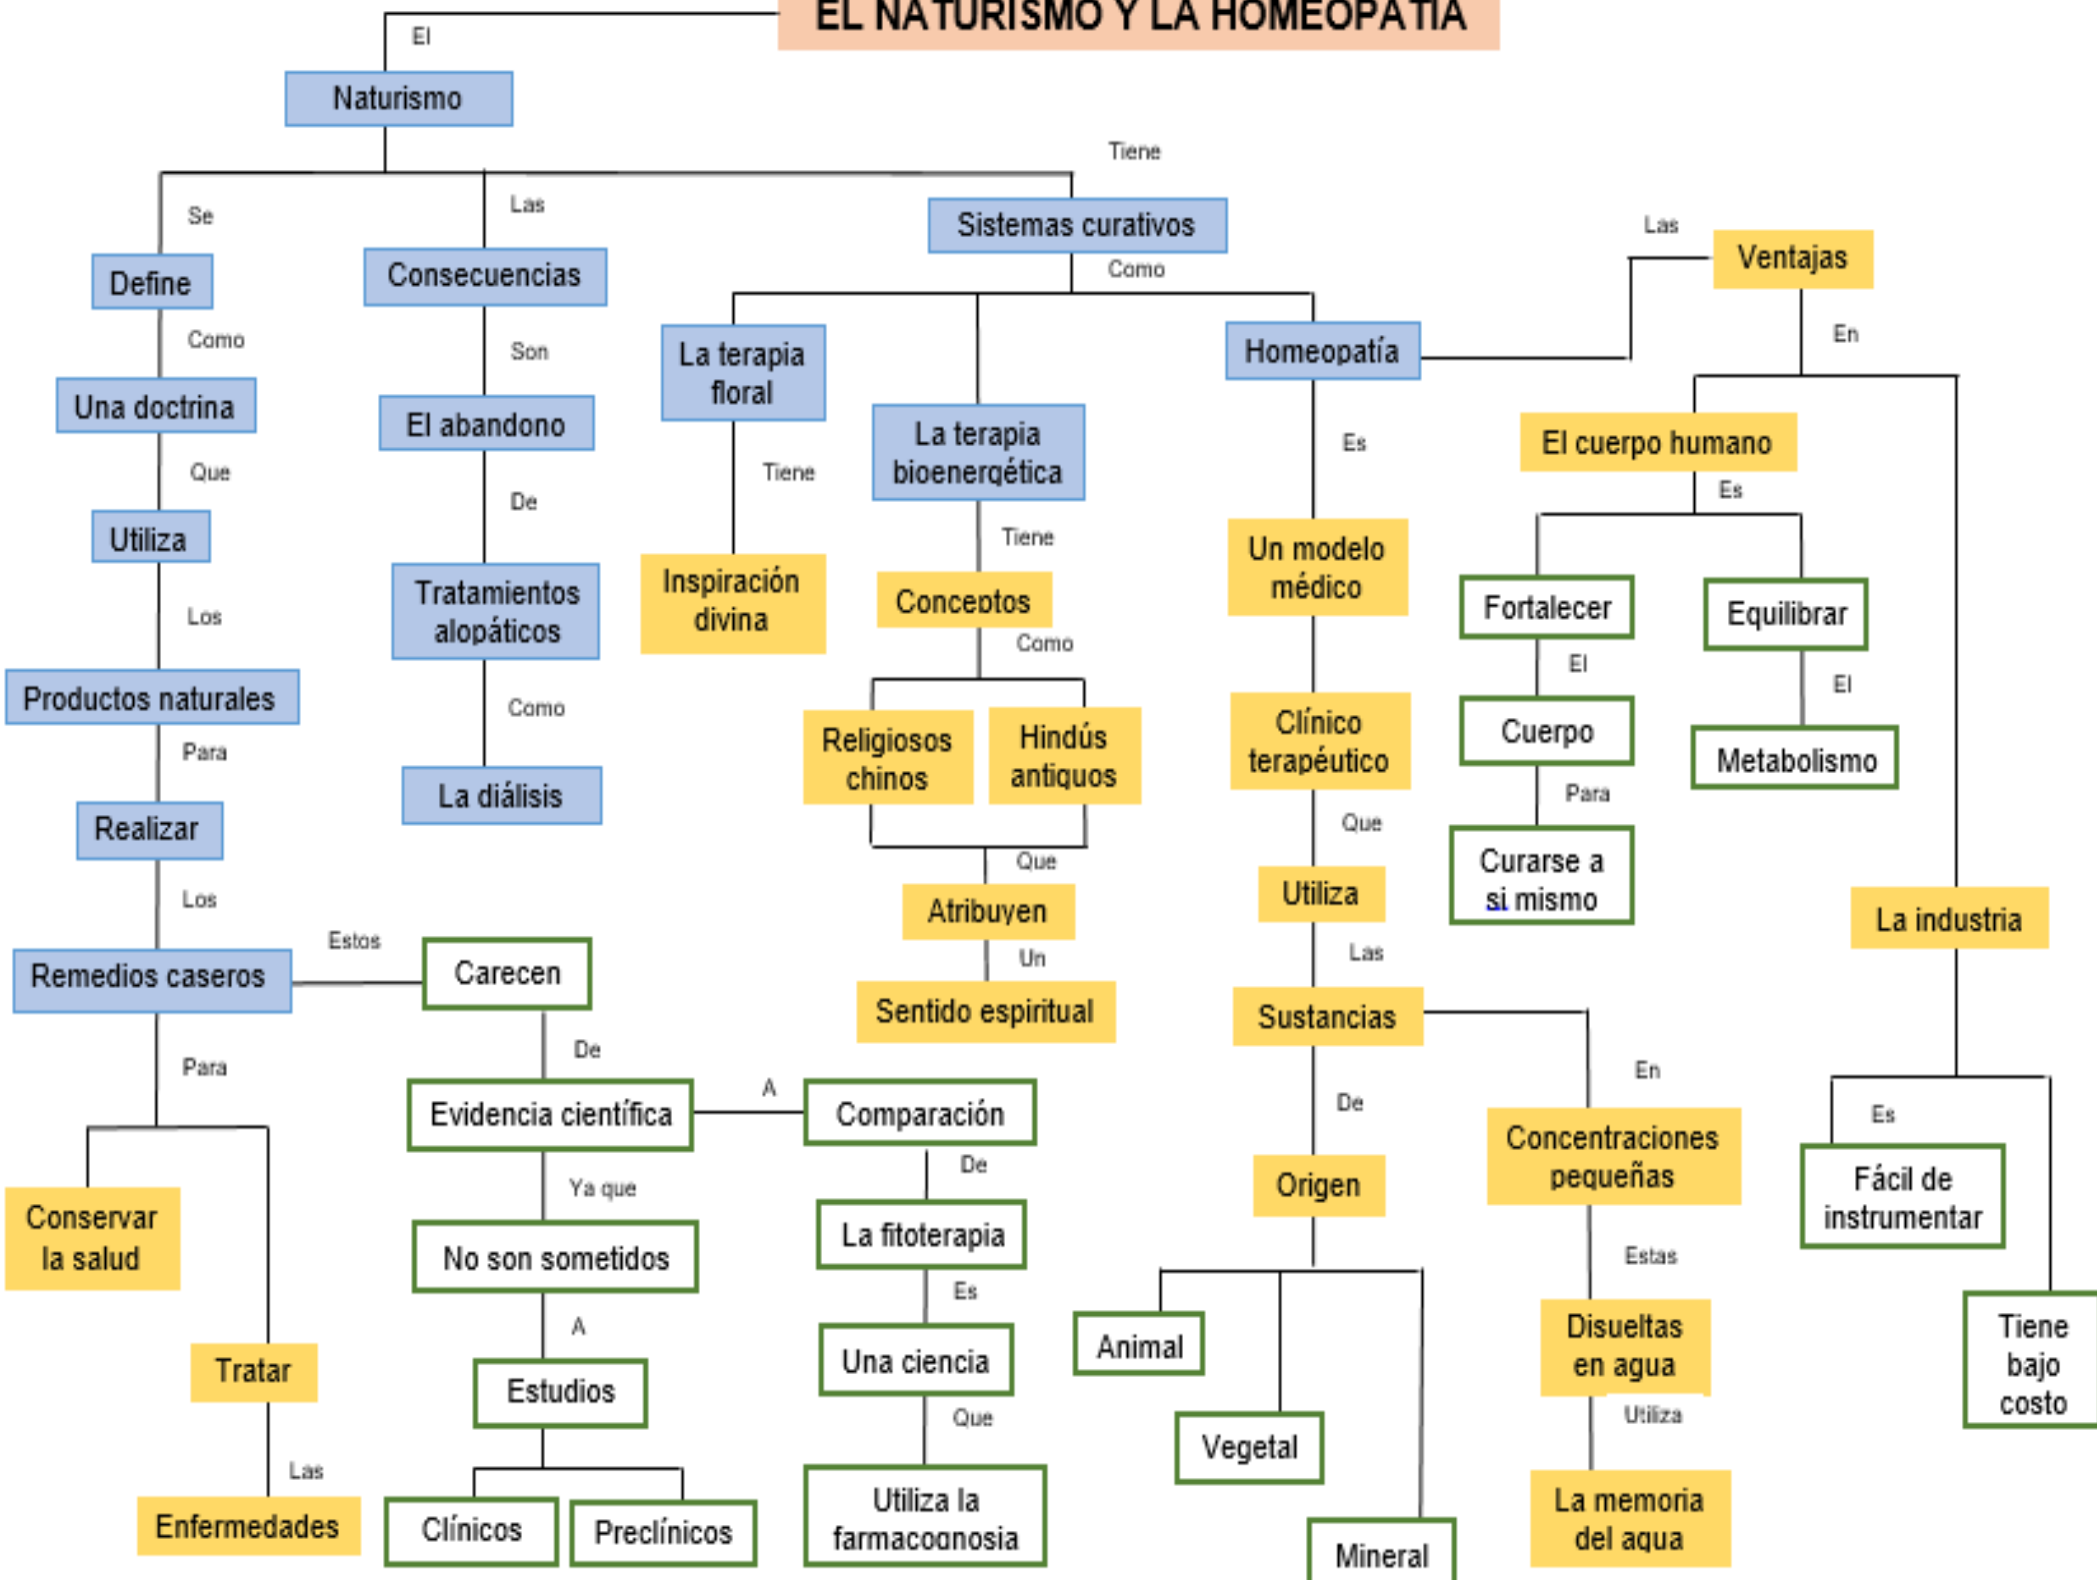 EL NATURISMO Y LA HOMEOPATIA
El
Naturismo
Tiene
Se
Las
Sistemas curativos
Las
Ventajas
Define
Consecuencias
Como
En
Como
Son
La terapia
floral
Homeopatía
Una doctrina
El abandono
La terapia
bioenergética
Es
El cuerpo humano
Que
De
Tiene
Es
Utiliza
Tiene
Un modelo
médico
Los
Tratamientos
alopáticos
Inspiración
divina
Conceptos
Fortalecer
Equilibrar
Como
El
El
Productos naturales
Como
Religiosos
chinos
Hindús
antiguos
Clínico
terapéutico
Cuerpo
Metabolismo
Para
La diálisis
Para
Realizar
Que
Que
Curarse a
si mismo
Los
Atribuyen
Utiliza
La industria
Estos
Un
Las
Remedios caseros
Carecen
Sentido espiritual
Sustancias
Para
De
En
Evidencia científica
A
Comparación
De
Es
Concentraciones
pequeñas
Ya que
De
Origen
Fácil de
instrumentar
Conservar
la salud
No son sometidos
La fitoterapia
Estas
A
Es
Animal
Disueltas
en agua
Tiene
bajo
costo
Tratar
Estudios
Una ciencia
Que
Utiliza
Vegetal
Las
Enfermedades
Clínicos
Preclínicos
Utiliza la
farmacognosia
Mineral
La memoria
del agua